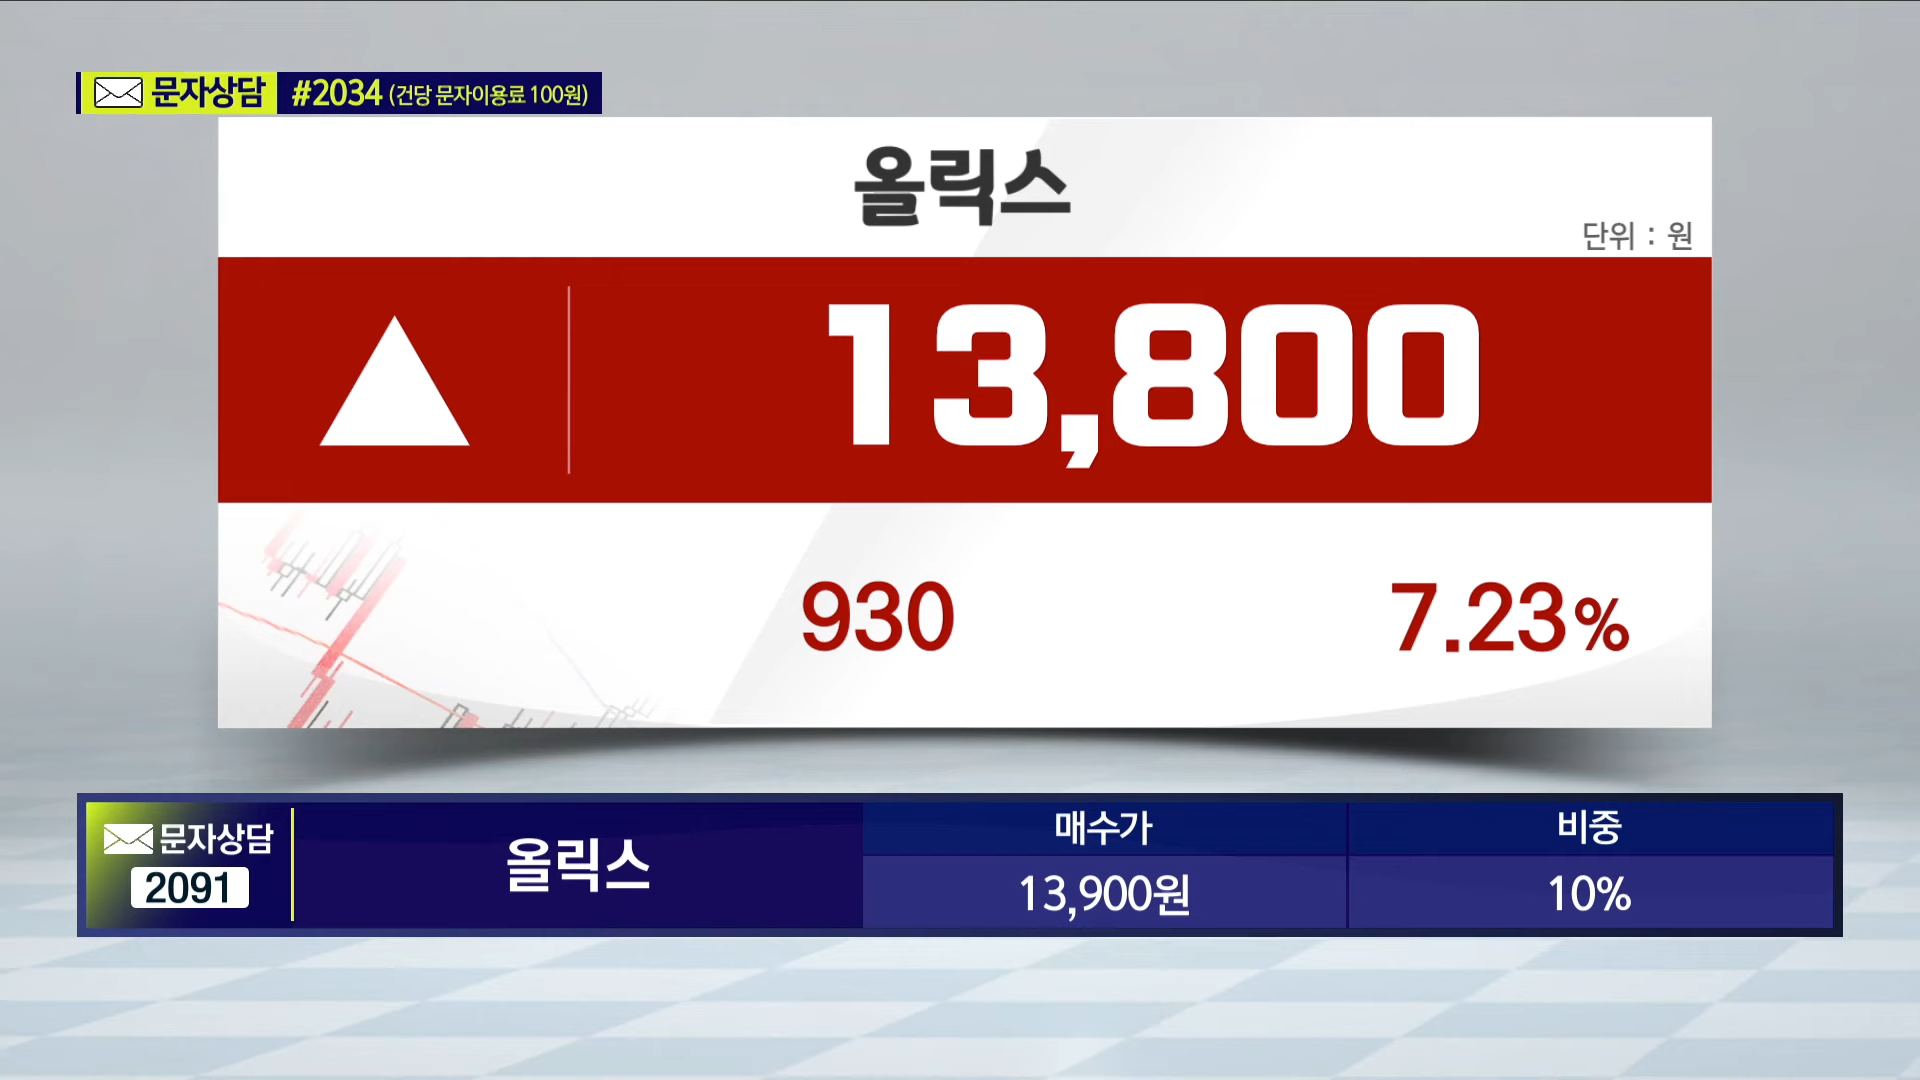 문자상담 #2034 (건당 문자이용료 100원)
올릭스
단위 : 원
13,800
930 7.23%
문자상담
2091
올릭스
매수가 비중
13,900원 10%